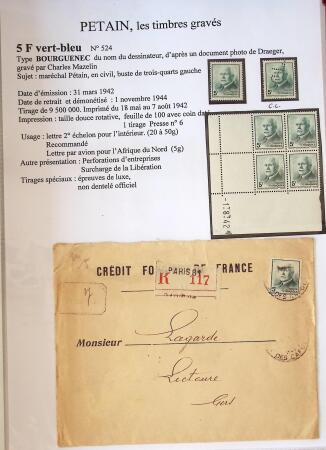 PETAIN, les timbres gravés
5 F vert-bleu N° 524
Type BOURGUENEC du nom du dessinateur, d'après un document photo de Draeger,
gravé par Charles Mazelin
Sujet : maréchal Pétain, en civil, buste de trois-quarts gauche
Date d'émission : 31 mars 1942
Date de retrait et démonétisé : 1 novembre 1944
Tirage de 9 500 000. Imprimé du 18 mai au 7 août 1942
Impression : taille douce rotative, feuille de 100 avec coin daté
1 tirage Presse n° 6
Usage : lettre 2° échelon pour l'intérieur. (20 à 50g)
Recommandé
Lettre par avion pour l'Afrique du Nord (5g)
Autre présentation : Perforations d'entreprises
Surcharge de la Libération
Tirages spéciaux : épreuves de luxe,
non dentelé officiel
CRÉDIT FO DE FRANCE
PARIS
R 117
Monsieur Lagarde
Lectoure
Gers